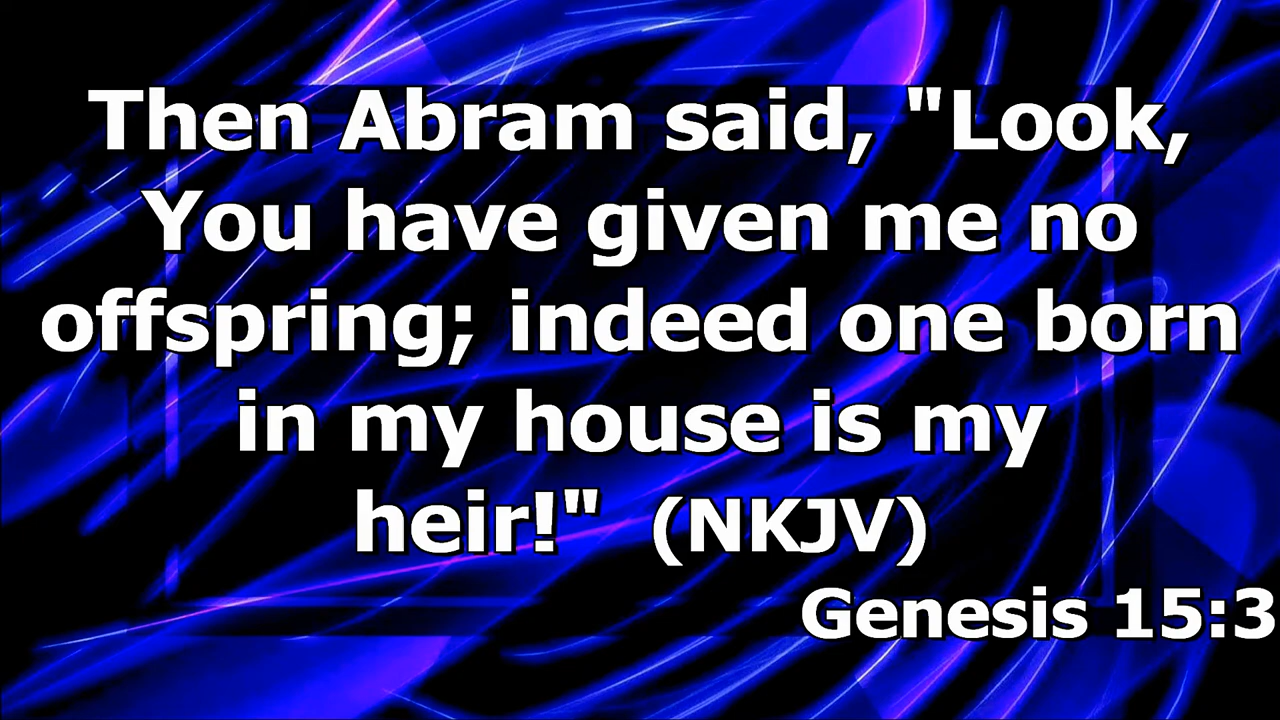 Then Abram said, "Look,
You have given me no
offspring; indeed one born
in my house is my
heir!" (NKJV)
Genesis 15:3